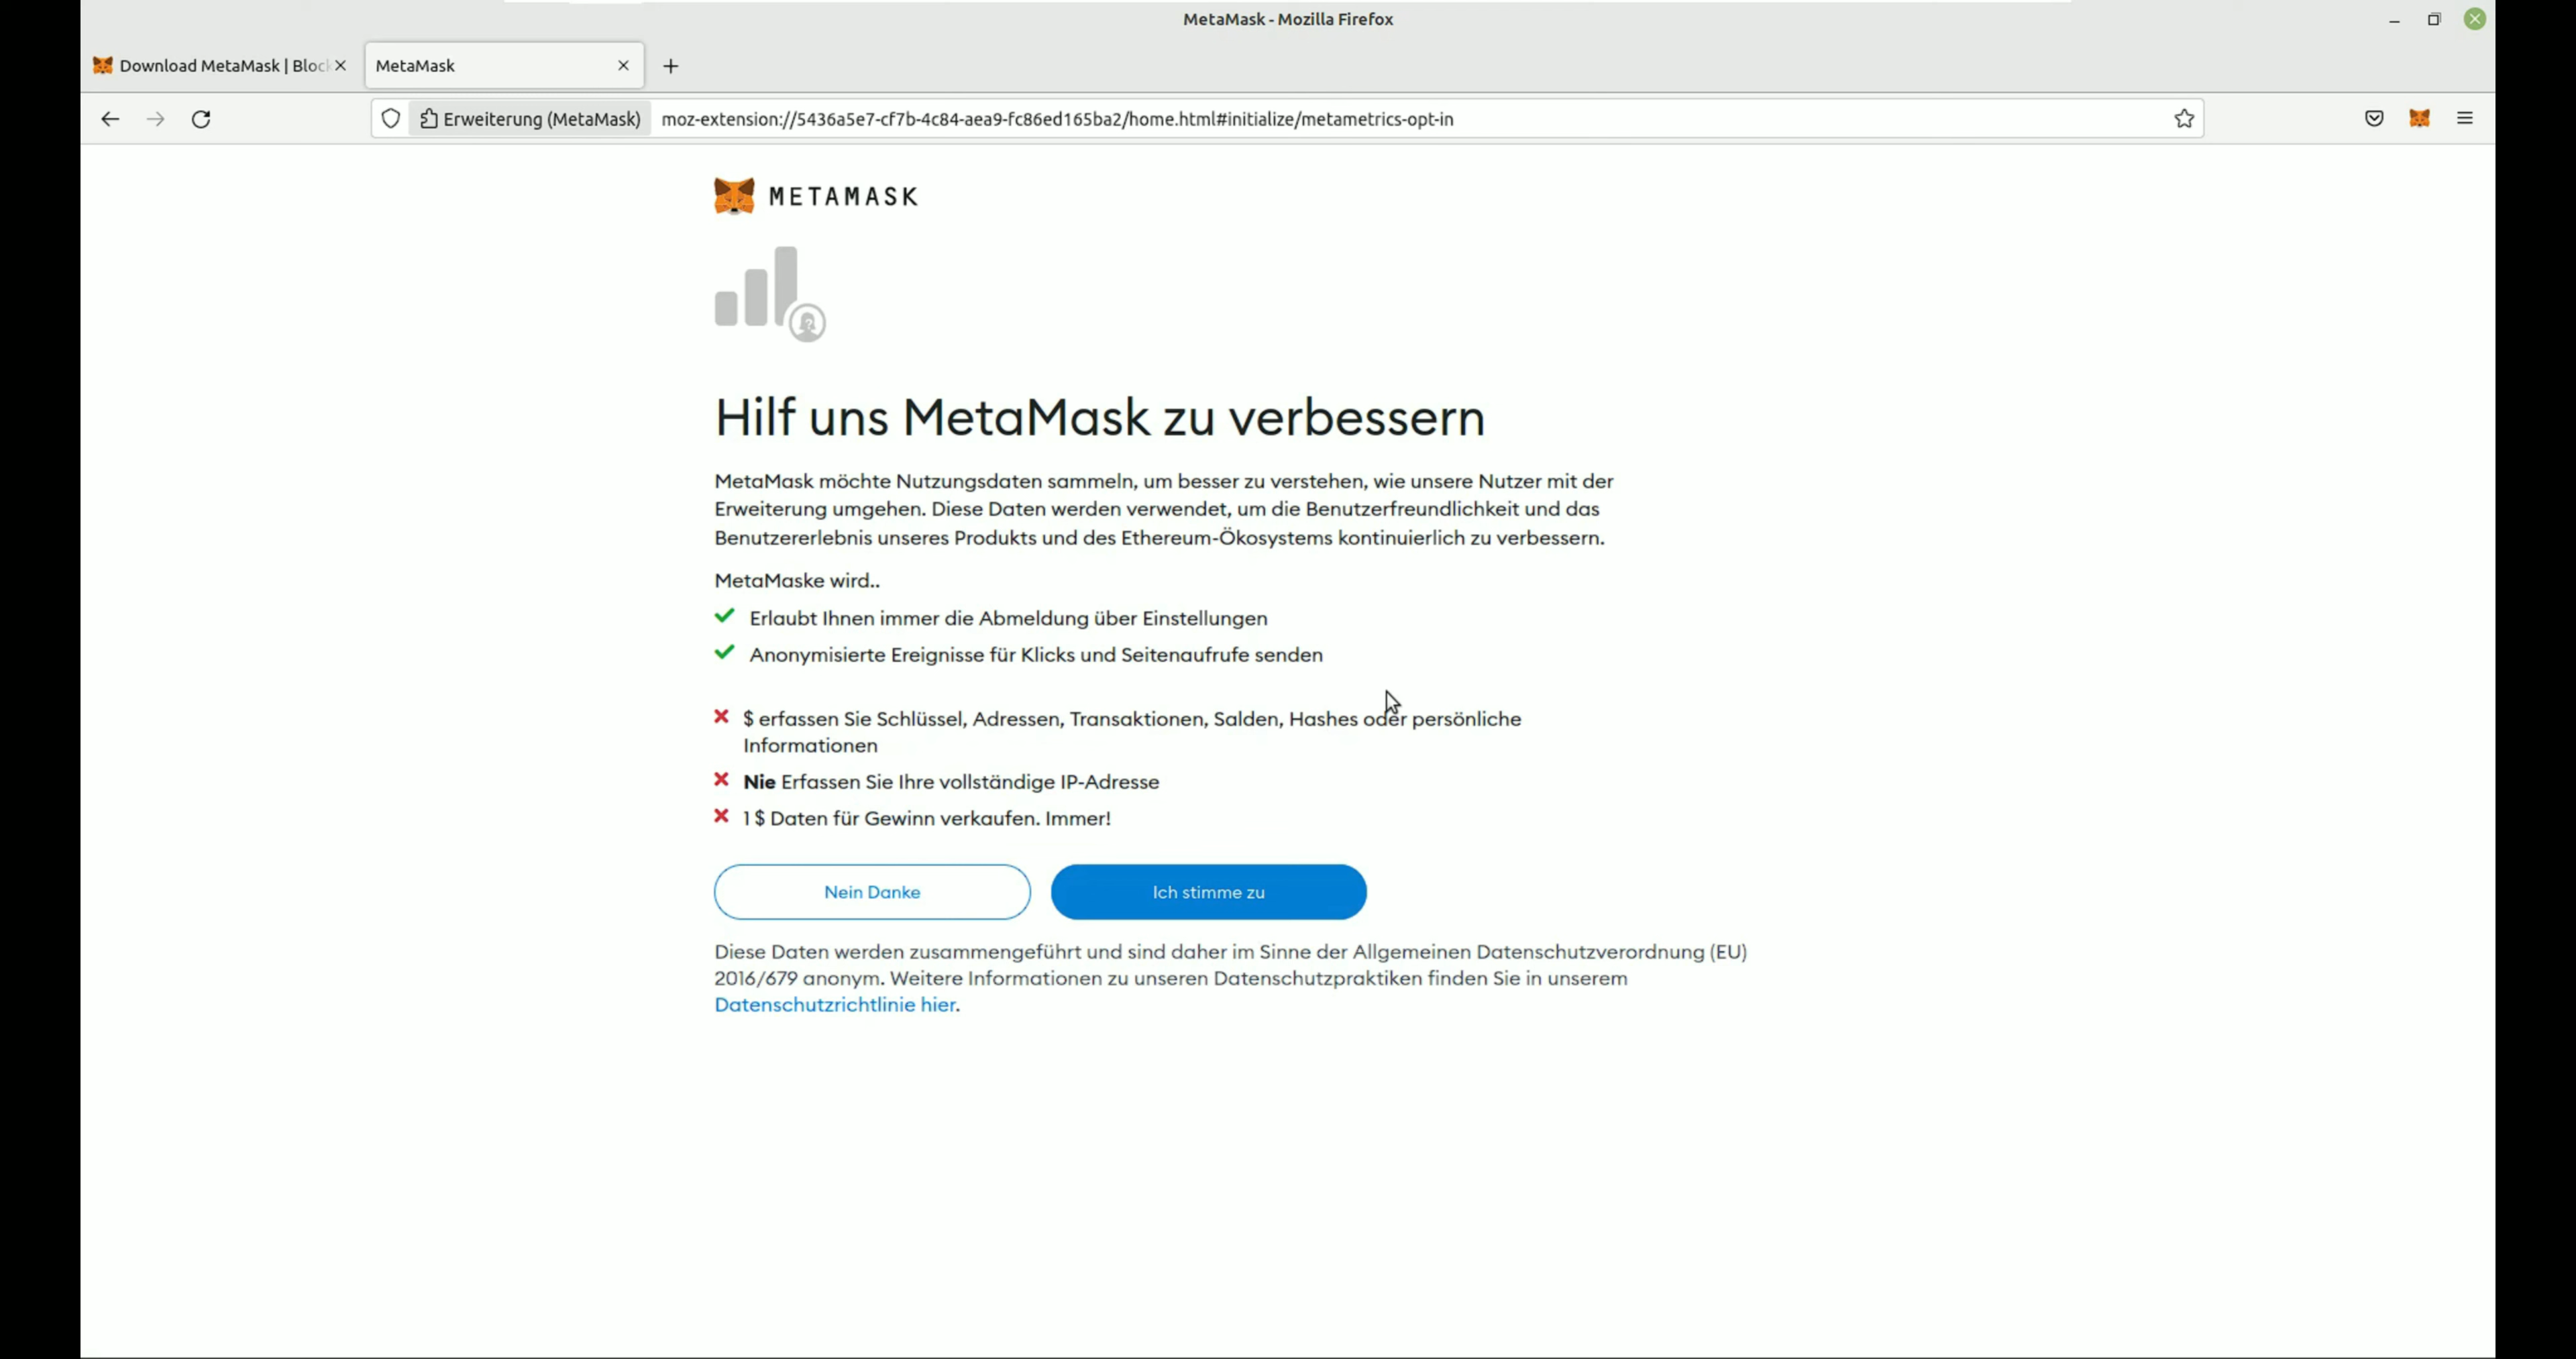 MetaMask - Mozilla Firefox
Download MetaMask | Bloc
MetaMask
Erweiterung (MetaMask)
moz-extension://5436a5e7-cf7b-4c84-aea9-fc86ed165ba2/home.html#initialize/metametrics-opt-in
METAMASK
Hilf uns MetaMask zu verbessern
MetaMask möchte Nutzungsdaten sammeln, um besser zu verstehen, wie unsere Nutzer mit der
Erweiterung umgehen. Diese Daten werden verwendet, um die Benutzerfreundlichkeit und das
Benutzererlebnis unseres Produkts und des Ethereum-Ökosystems kontinuierlich zu verbessern.
MetaMaske wird..
Erlaubt Ihnen immer die Abmeldung über Einstellungen
Anonymisierte Ereignisse für Klicks und Seitenaufrufe senden
$ erfassen Sie Schlüssel, Adressen, Transaktionen, Salden, Hashes oder persönliche
Informationen
Nie Erfassen Sie Ihre vollständige IP-Adresse
1 $ Daten für Gewinn verkaufen. Immer!
Nein Danke
Ich stimme zu
Diese Daten werden zusammengeführt und sind daher im Sinne der Allgemeinen Datenschutzverordnung (EU)
2016/679 anonym. Weitere Informationen zu unseren Datenschutzpraktiken finden Sie in unserem
Datenschutzrichtlinie hier.